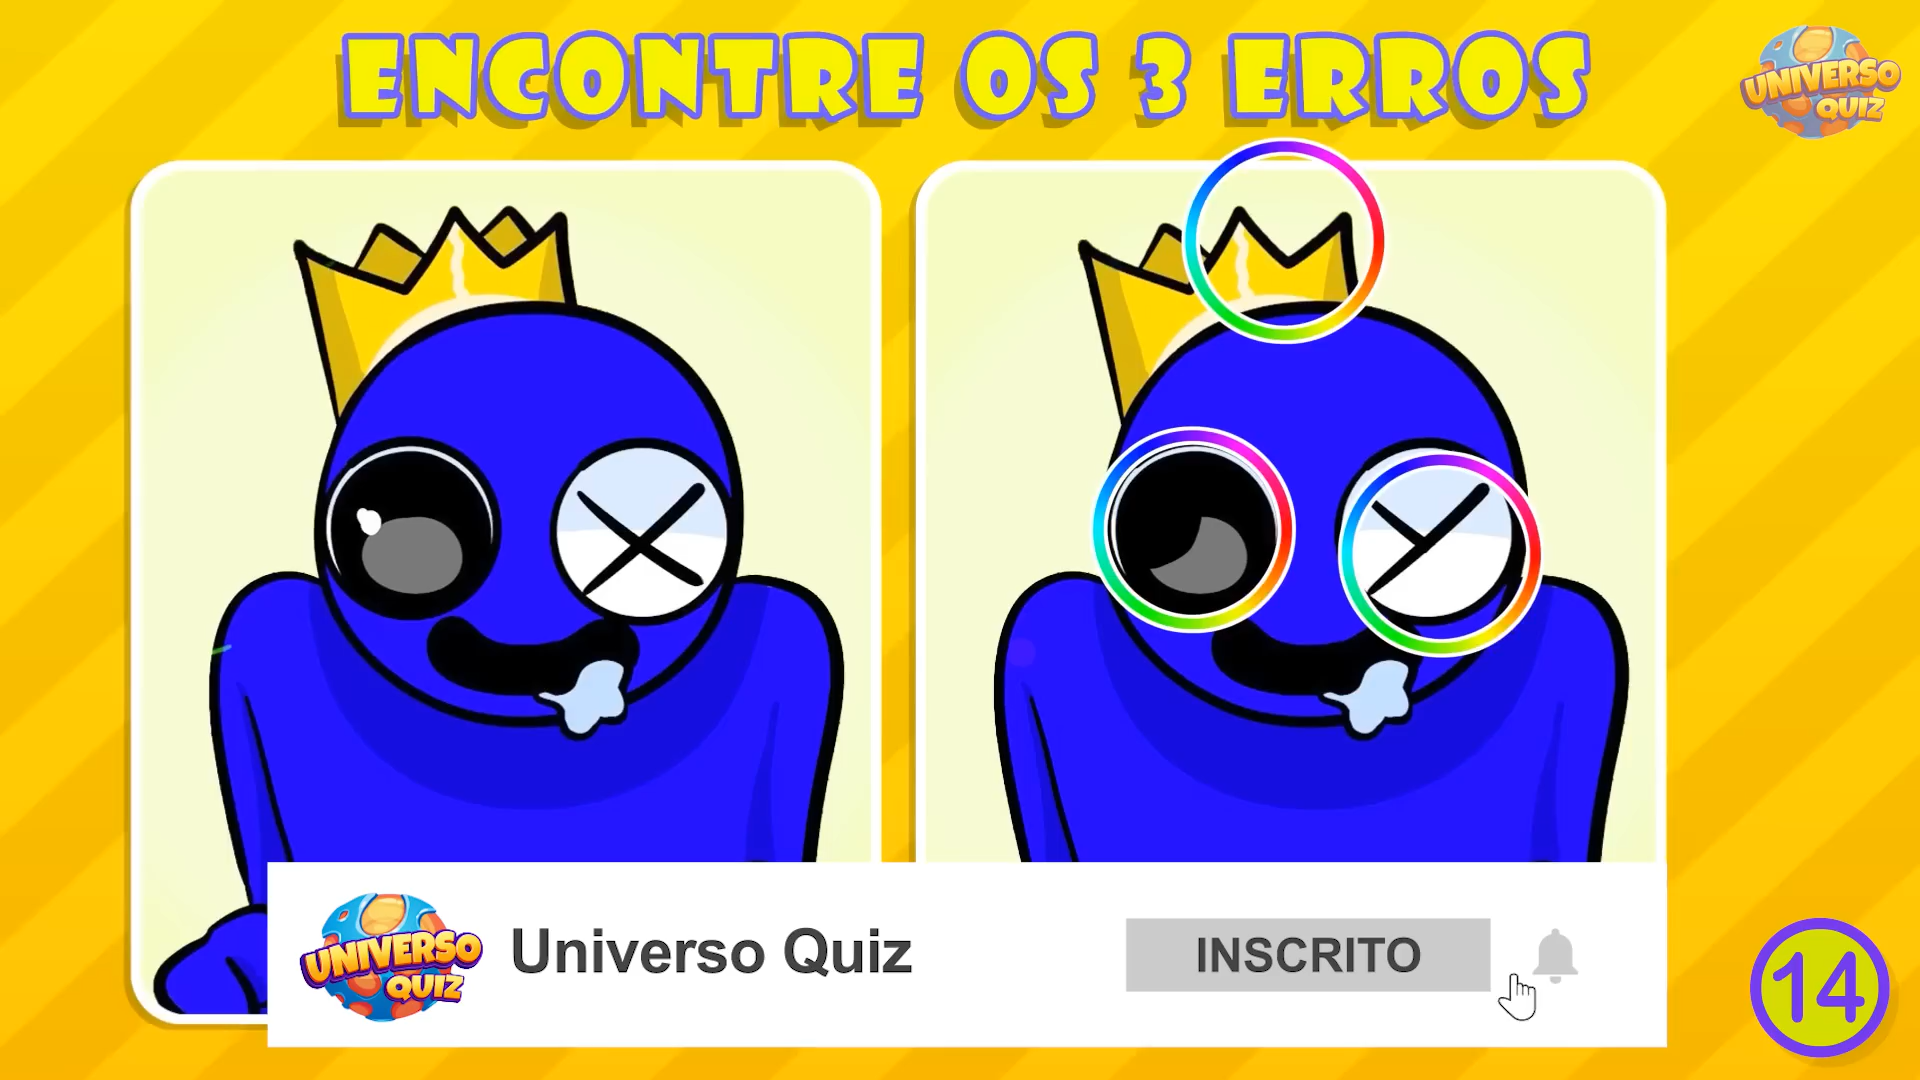 ENCONTRE OS 3 ERROS
UNIVERSO
QUIZ
UNIVERSO
QUIZ
Universo Quiz
INSCRITO
14